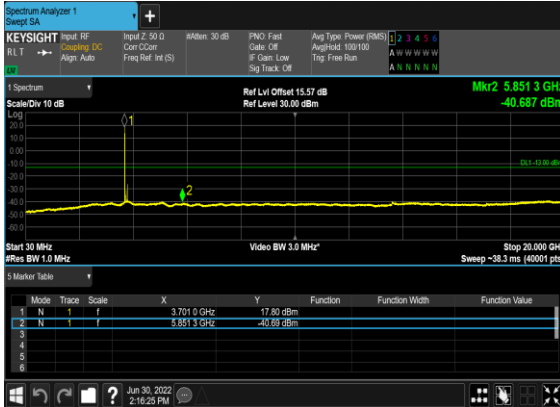 Spectrum Analyzer 1
Swept SA
+
KEYSIGHT Input: RF Input Z: 50 Ω #Atten: 30 dB PNO: Fast Avg Type: Power (RMS) 1 2 3 4 5 6
RLT Coupling: DC Corr CCorr Gate: Off Avg|Hold: 100/100 A W W W W W
Align: Auto Freq Ref: Int (S) IF Gain: Low Trig: Free Run
Sig Track: Off A N N N N N
1 Spectrum
Ref Lvl Offset 15.57 dB Mkr2 5.851 3 GHz
Scale/Div 10 dB Ref Level 30.00 dBm -40.687 dBm
Log
1
20.0
10.0
0.00
-10.0
DL1 -13.00 dBm
-20.0
-30.0
2
-40.0
-50.0
-60.0
Start 30 MHz Video BW 3.0 MHz* Stop 20.000 GH
#Res BW 1.0 MHz Sweep ~38.3 ms (40001 pts
5 Marker Table
Mode Trace Scale X Y Function Function Width Function Value
1 N 1 f 3.701 0 GHz 17.80 dBm
2 N 1 f 5.851 3 GHz -40.69 dBm
3
4
5
6
? Jun 30, 2022
2:16:25 PM